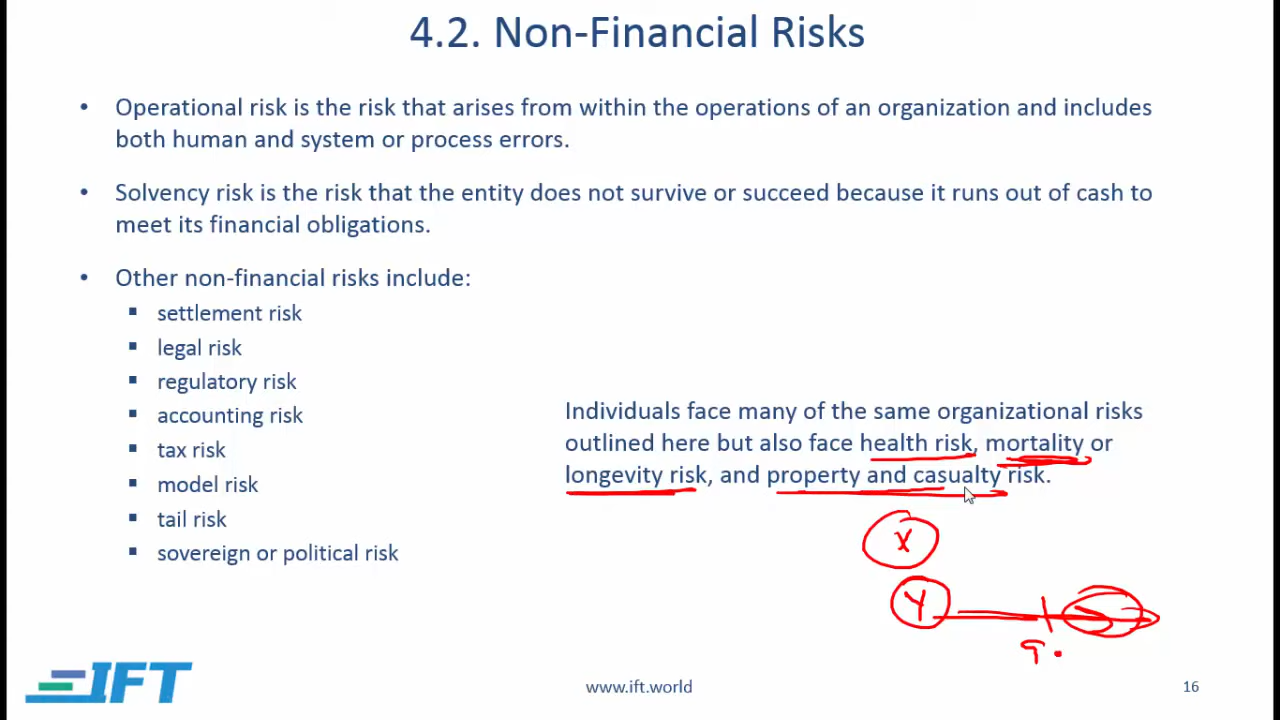 4.2. Non-Financial Risks
• Operational risk is the risk that arises from within the operations of an organization and includes
both human and system or process errors.
• Solvency risk is the risk that the entity does not survive or succeed because it runs out of cash to
meet its financial obligations.
• Other non-financial risks include:
▪ settlement risk
▪ legal risk
▪ regulatory risk
▪ accounting risk
▪ tax risk
▪ model risk
▪ tail risk
▪ sovereign or political risk
Individuals face many of the same organizational risks
outlined here but also face health risk, mortality or
longevity risk, and property and casualty risk.
X
Y
IFT
www.ift.world
16